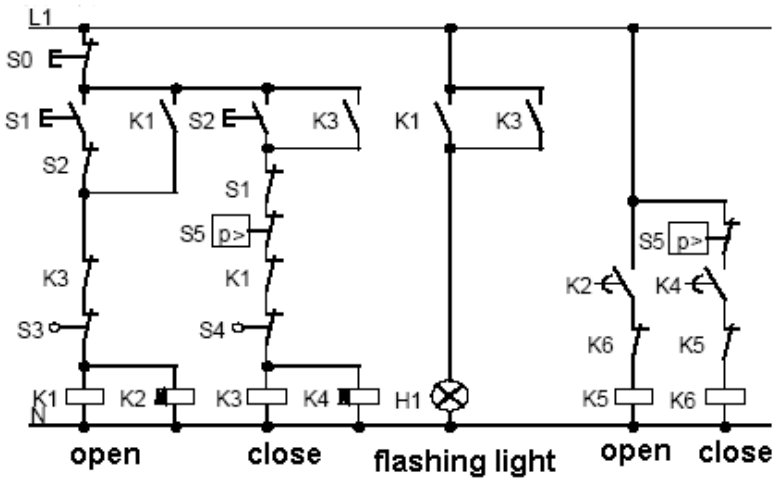 L1
S0
S1 K1 S2 K3 K1 K3
S2
S1
S5 p> S5 p>
K3 K1 K2 K4
S3 S4 K6 K5
K1 K2 K3 K4 H1 K5 K6
N
open close flashing light open close